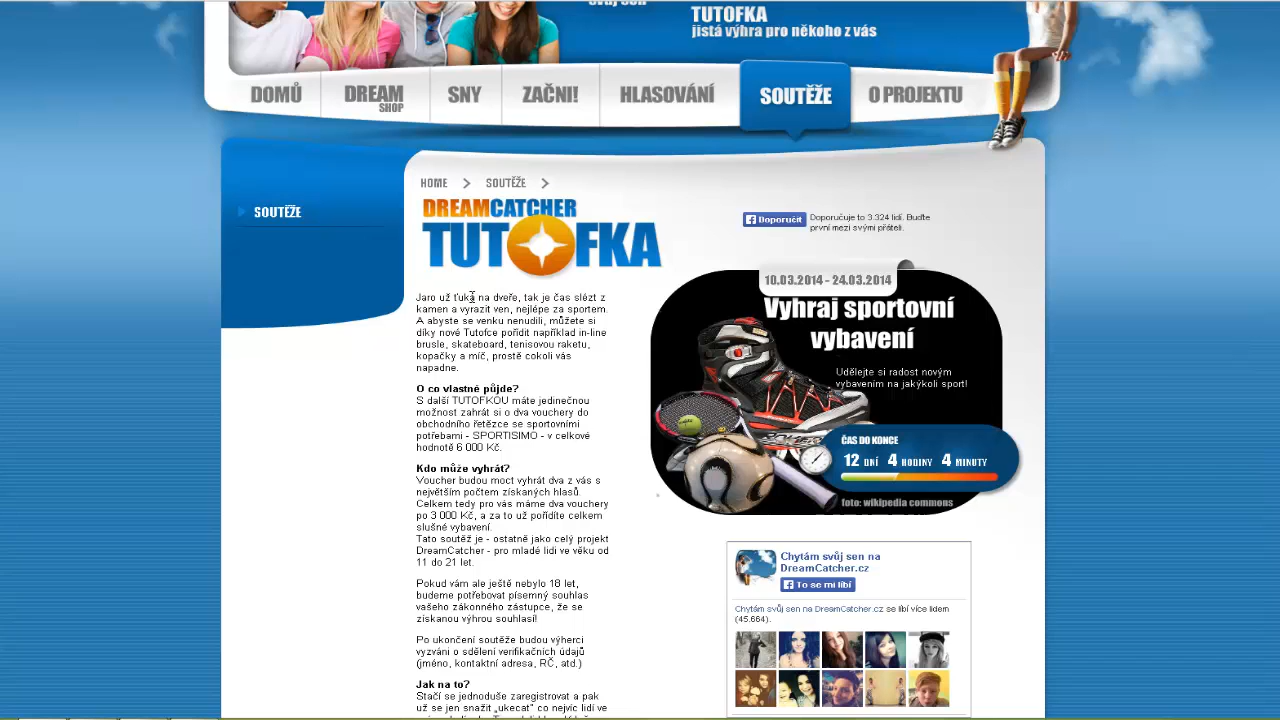 svůj sen
TUTOFKA
jistá výhra pro někoho z vás
DOMŮ
DREAM
SHOP
SNY
ZAČNI!
HLASOVÁNÍ
SOUTĚŽE
O PROJEKTU
SOUTĚŽE
HOME
SOUTĚŽE
DREAMCATCHER
TUTOFKA
Doporučit
Doporučuje to 3.324 lidí. Buďte
první mezi svými přáteli.
Jaro už ťuká na dveře, tak je čas slézt z
kamen a vyrazit ven, nejlépe za sportem.
A abyste se venku nenudili, můžete si
díky nové Tutofce pořídit například in-line
brusle, skateboard, tenisovou raketu,
kopačky a míč, prostě cokoli vás
napadne.
O co vlastně půjde?
S další TUTOFKOU máte jedinečnou
možnost zahrát si o dva vouchery do
obchodního řetězce se sportovními
potřebami - SPORTISIMO - v celkové
hodnotě 6 000 Kč.
Kdo může vyhrát?
Voucher budou moct vyhrát dva z vás s
největším počtem získaných hlasů.
Celkem tedy pro vás máme dva vouchery
po 3 000 Kč, a za to už pořídíte celkem
slušné vybavení.
Tato soutěž je - ostatně jako celý projekt
DreamCatcher - pro mladé lidi ve věku od
11 do 21 let.
Pokud vám ale ještě nebylo 18 let,
budeme potřebovat písemný souhlas
vašeho zákonného zástupce, že se
získanou výhrou souhlasí!
Po ukončení soutěže budou výherci
vyzváni o sdělení verifikačních údajů
(jméno, kontaktní adresa, RČ, atd.)
Jak na to?
Stačí se jednoduše zaregistrovat a pak
už se jen snažit „ukecat“ co nejvíc lidí ve
10.03.2014 - 24.03.2014
Vyhraj sportovní
vybavení
Udělejte si radost novým
vybavením na jakýkoli sport!
ČAS DO KONCE
12 DNÍ 4 HODINY 4 MINUTY
foto: wikipedia commons
Chytám svůj sen na
DreamCatcher.cz
To se mi líbí
Chytám svůj sen na DreamCatcher.cz se líbí více lidem
(45.664).